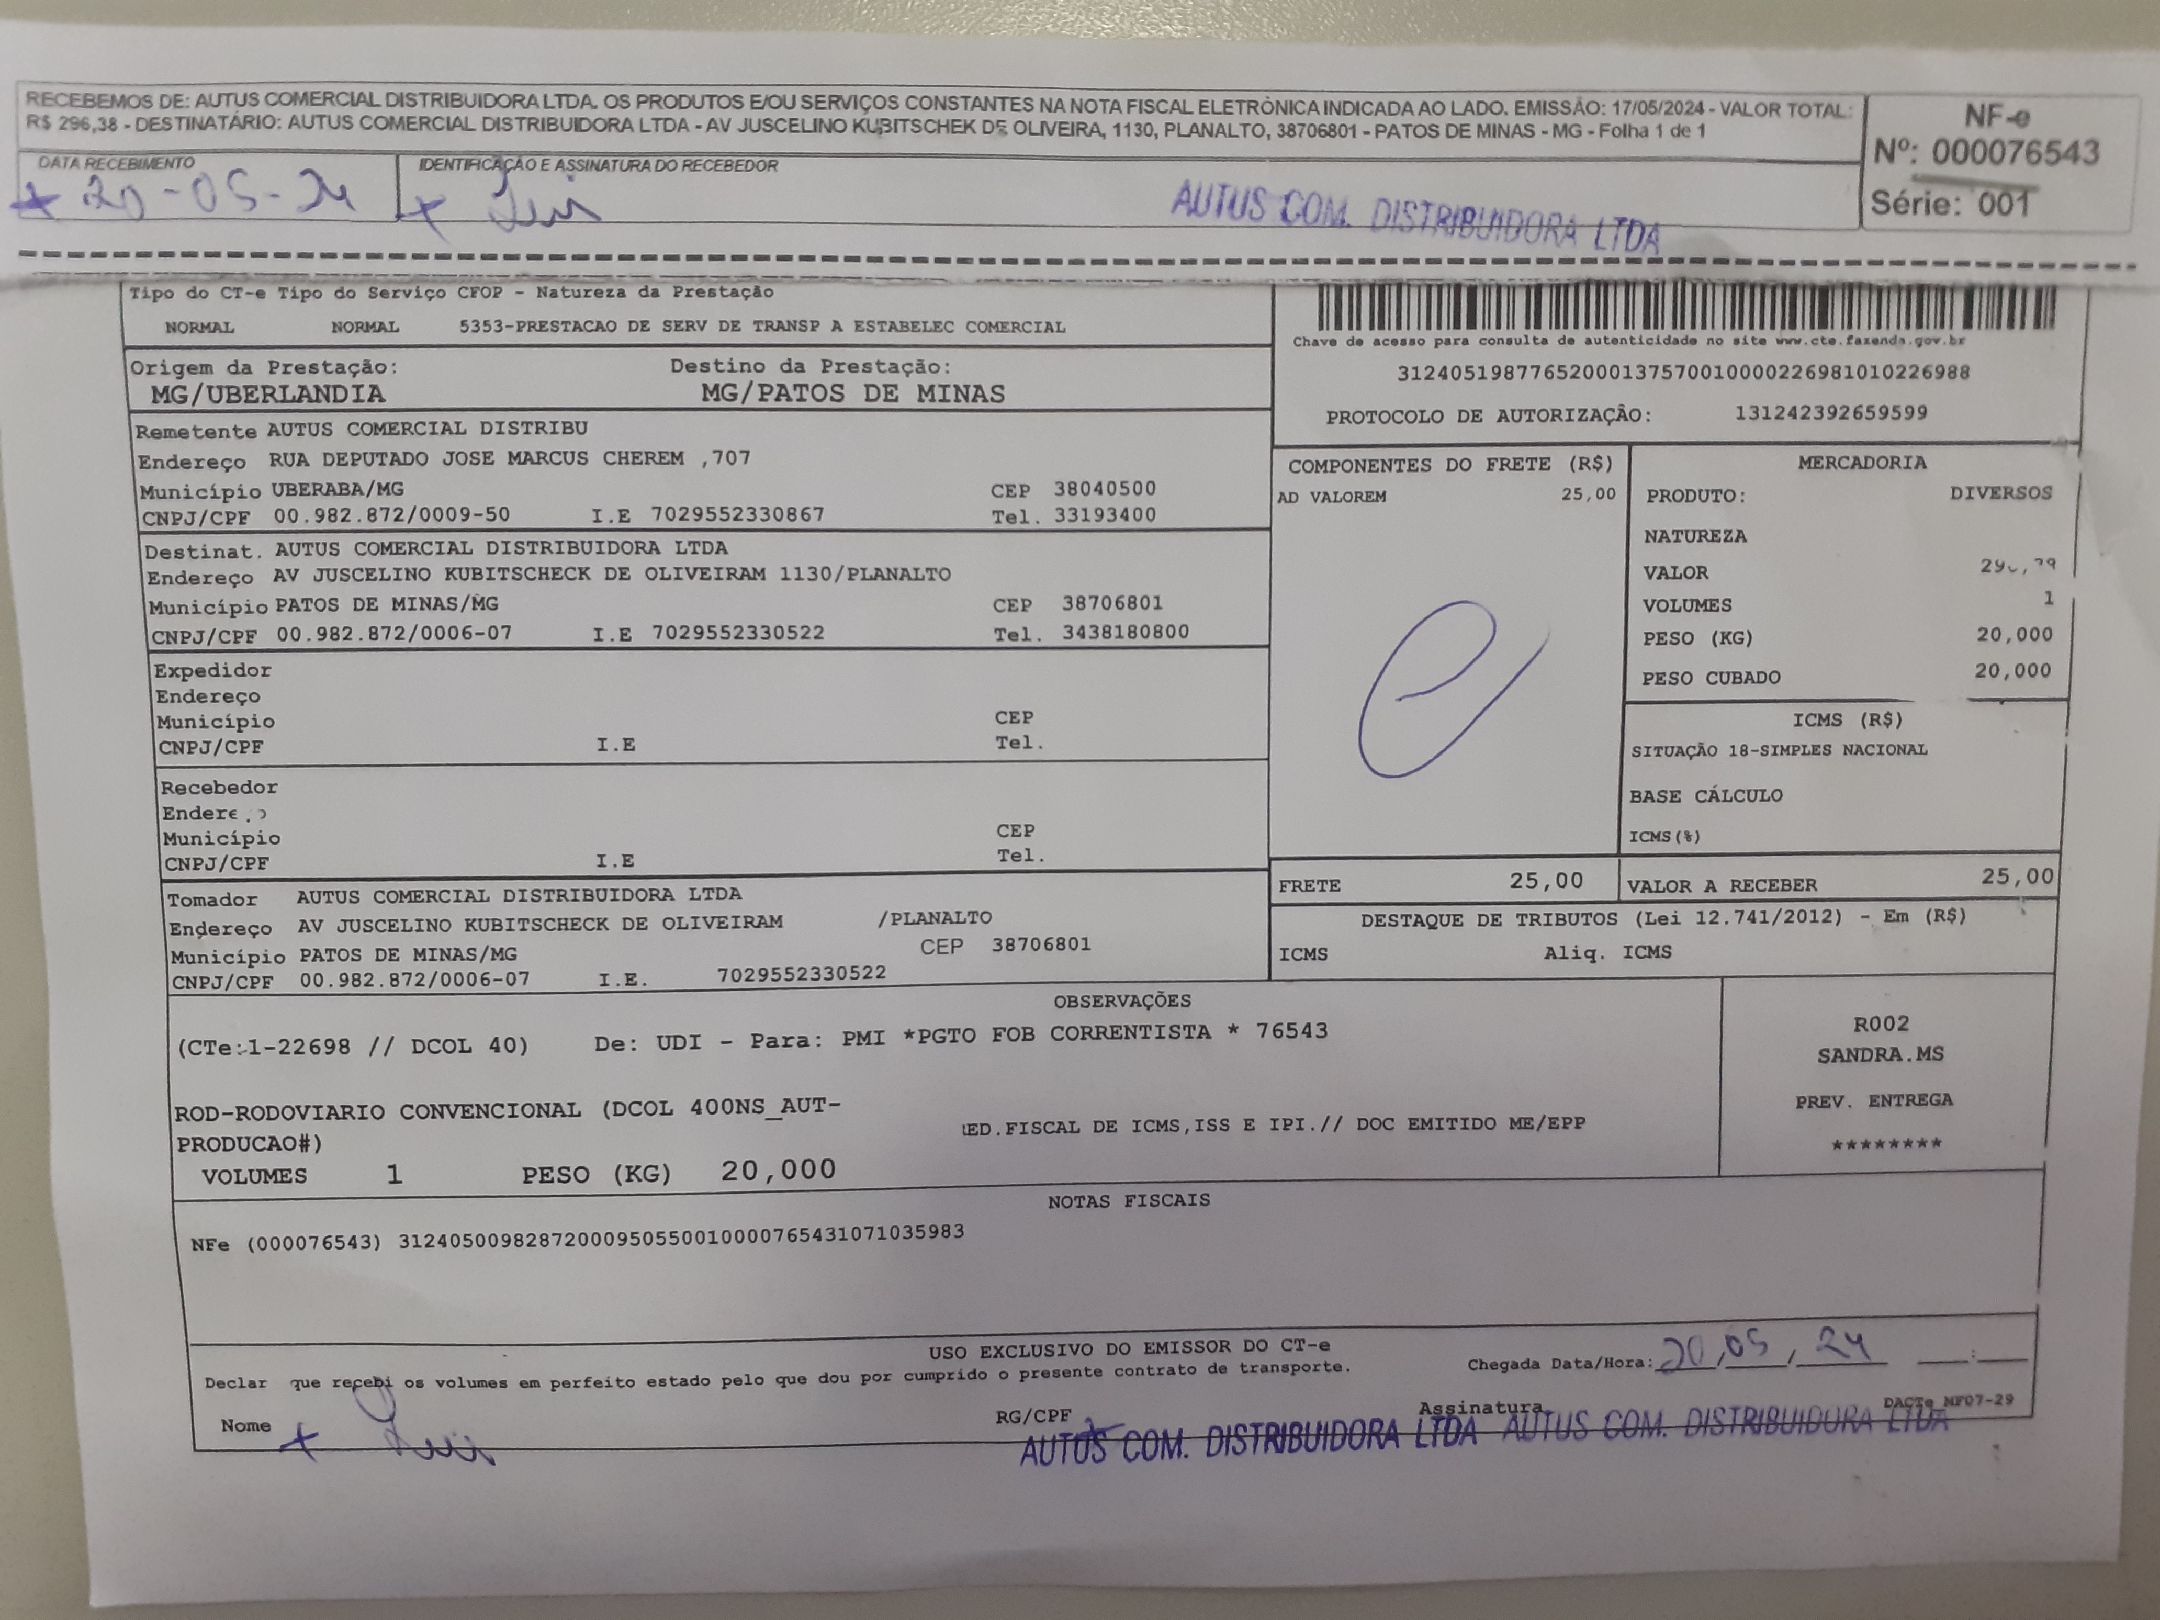 RECEBEMOS DE: AUTUS COMERCIAL DISTRIBUIDORA LTDA. OS PRODUTOS E/OU SERVIÇOS CONSTANTES NA NOTA FISCAL ELETRÔNICA INDICADA AO LADO. EMISSÃO: 17/05/2024 - VALOR TOTAL:
R$ 296,38 - DESTINATÁRIO: AUTUS COMERCIAL DISTRIBUIDORA LTDA - AV JUSCELINO KUBITSCHEK DE OLIVEIRA, 1130, PLANALTO, 38706801 - PATOS DE MINAS - MG - Folha 1 de 1
NF-e
Nº: 000076543
Série: 001
DATA RECEBIMENTO
20-05-24
IDENTIFICAÇÃO E ASSINATURA DO RECEBEDOR
AUTUS COM. DISTRIBUIDORA LTDA
Tipo do CT-e Tipo do Serviço CFOP - Natureza da Prestação
NORMAL NORMAL 5353-PRESTACAO DE SERV DE TRANSP A ESTABELEC COMERCIAL
Chave de acesso para consulta de autenticidade no site www.cte.fazenda.gov.br
31240519877652000137570010000226981010226988
PROTOCOLO DE AUTORIZAÇÃO: 131242392659599
Origem da Prestação: Destino da Prestação:
MG/UBERLANDIA MG/PATOS DE MINAS
Remetente AUTUS COMERCIAL DISTRIBU
Endereço RUA DEPUTADO JOSE MARCUS CHEREM ,707
Município UBERABA/MG CEP 38040500
CNPJ/CPF 00.982.872/0009-50 I.E 7029552330867 Tel. 33193400
Destinat. AUTUS COMERCIAL DISTRIBUIDORA LTDA
Endereço AV JUSCELINO KUBITSCHECK DE OLIVEIRAM 1130/PLANALTO
Município PATOS DE MINAS/MG CEP 38706801
CNPJ/CPF 00.982.872/0006-07 I.E 7029552330522 Tel. 3438180800
Expedidor
Endereço
Município CEP
CNPJ/CPF I.E Tel.
Recebedor
Município CEP
CNPJ/CPF I.E Tel.
Tomador AUTUS COMERCIAL DISTRIBUIDORA LTDA
Endereço AV JUSCELINO KUBITSCHECK DE OLIVEIRAM /PLANALTO
Município PATOS DE MINAS/MG CEP 38706801
CNPJ/CPF 00.982.872/0006-07 I.E. 7029552330522
COMPONENTES DO FRETE (R$)
AD VALOREM 25,00
MERCADORIA
PRODUTO: DIVERSOS
NATUREZA
VALOR
VOLUMES 1
PESO (KG) 20,000
PESO CUBADO 20,000
ICMS (R$)
SITUAÇÃO 18-SIMPLES NACIONAL
BASE CÁLCULO
ICMS(%)
FRETE 25,00 VALOR A RECEBER 25,00
DESTAQUE DE TRIBUTOS (Lei 12.741/2012) - Em (R$)
ICMS Aliq. ICMS
OBSERVAÇÕES
(CTe:1-22698 // DCOL 40) De: UDI - Para: PMI *PGTO FOB CORRENTISTA * 76543
ROD-RODOVIARIO CONVENCIONAL (DCOL 400NS_AUT-
PRODUCAO#)
ED.FISCAL DE ICMS,ISS E IPI.// DOC EMITIDO ME/EPP
VOLUMES 1 PESO (KG) 20,000
R002
SANDRA.MS
PREV. ENTREGA
********
NOTAS FISCAIS
NFe (000076543) 31240500982872000950550010000765431071035983
USO EXCLUSIVO DO EMISSOR DO CT-e
Declar que recebi os volumes em perfeito estado pelo que dou por cumprido o presente contrato de transporte.
Chegada Data/Hora: 20,05,24 :
Nome RG/CPF Assinatura DACTe NF07-29
AUTUS COM. DISTRIBUIDORA LTDA AUTUS COM. DISTRIBUIDORA LTDA